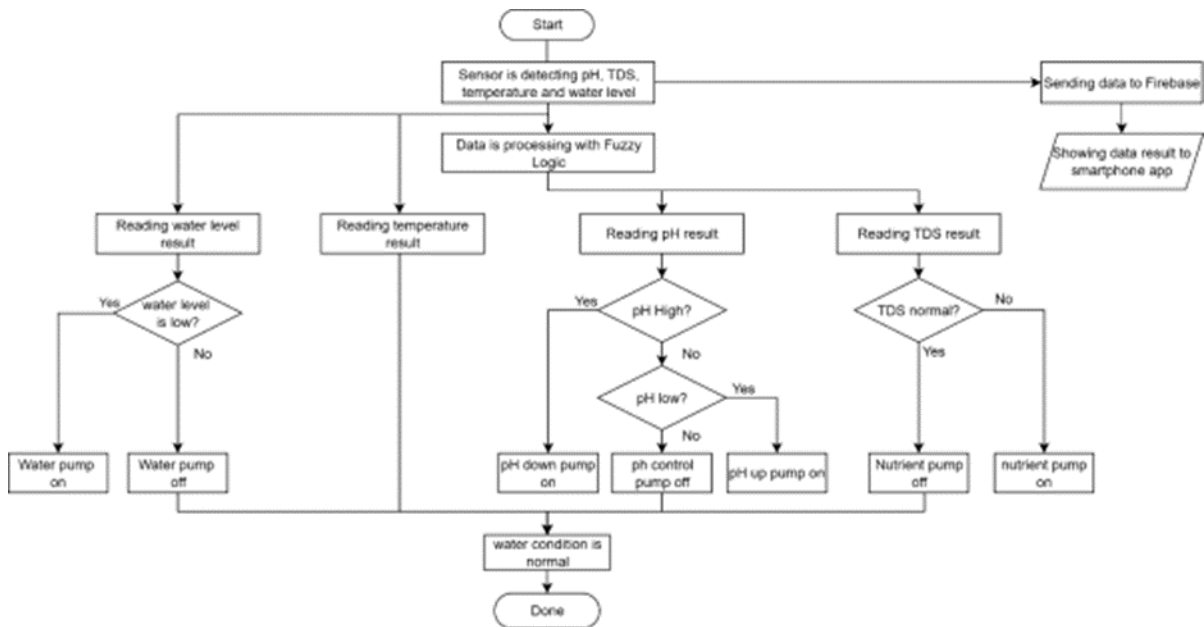 Start
Sensor is detecting pH, TDS,
temperature and water level
Sending data to Firebase
Data is processing with Fuzzy
Logic
Showing data result to
smartphone app
Reading water level
result
Reading temperature
result
Reading pH result
Reading TDS result
Yes
water level
is low?
No
Yes
pH High?
No
TDS normal?
No
Yes
pH low?
Yes
No
Water pump
on
Water pump
off
pH down pump
on
ph control
pump off
pH up pump on
Nutrient pump
off
nutrient pump
on
water condition is
normal
Done